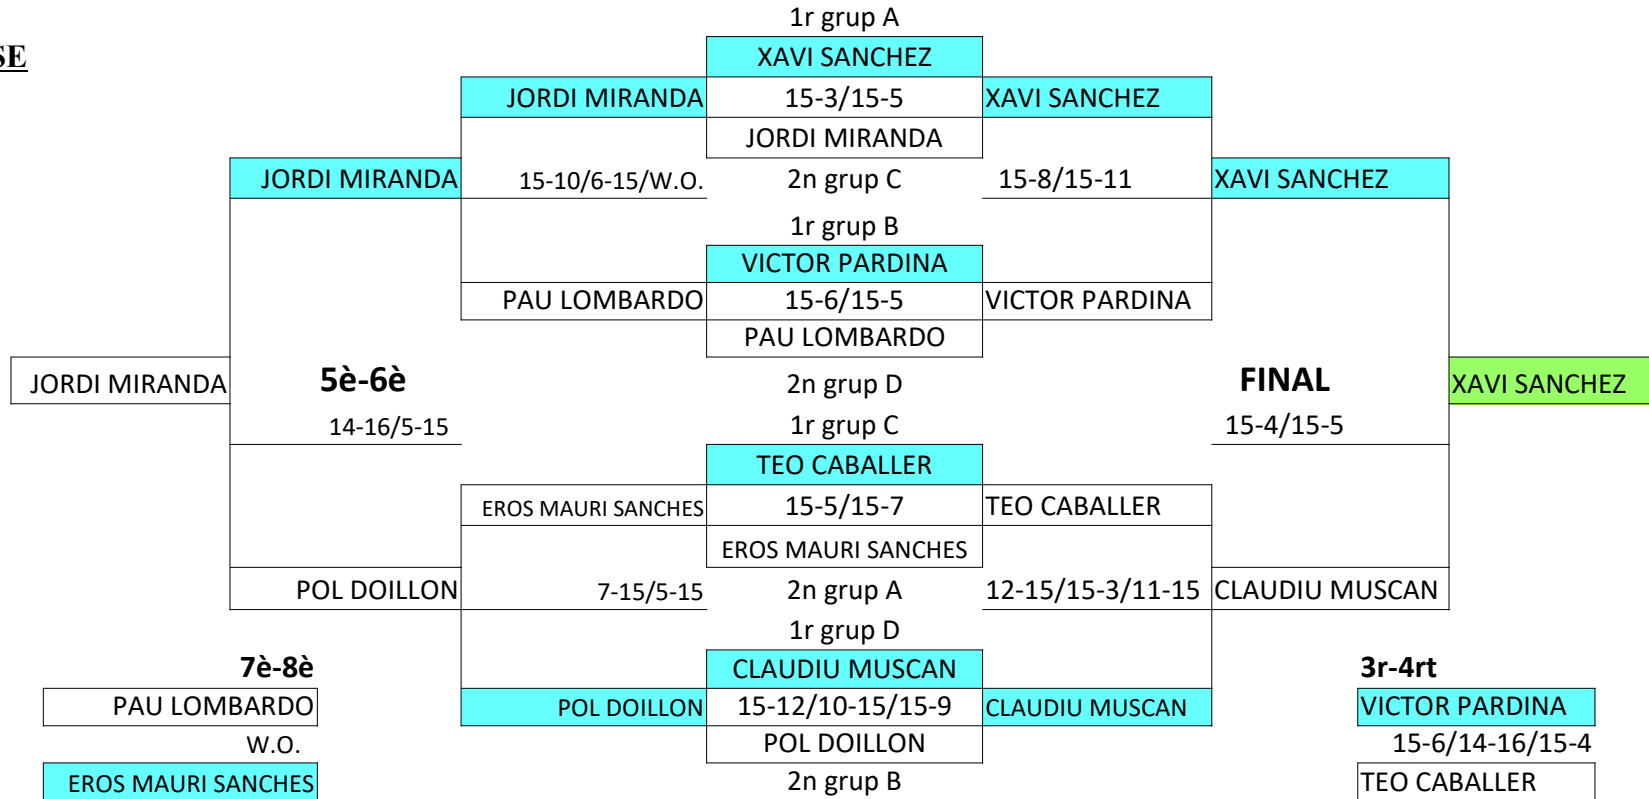 1r grup A
SE
XAVI SANCHEZ
JORDI MIRANDA 15-3/15-5 XAVI SANCHEZ
JORDI MIRANDA
JORDI MIRANDA 15-10/6-15/W.O. 2n grup C 15-8/15-11 XAVI SANCHEZ
1r grup B
VICTOR PARDINA
PAU LOMBARDO 15-6/15-5 VICTOR PARDINA
PAU LOMBARDO
JORDI MIRANDA 5è-6è 2n grup D FINAL XAVI SANCHEZ
14-16/5-15 1r grup C 15-4/15-5
TEO CABALLER
EROS MAURI SANCHES 15-5/15-7 TEO CABALLER
EROS MAURI SANCHES
POL DOILLON 7-15/5-15 2n grup A 12-15/15-3/11-15 CLAUDIU MUSCAN
1r grup D
7è-8è CLAUDIU MUSCAN 3r-4rt
PAU LOMBARDO POL DOILLON 15-12/10-15/15-9 CLAUDIU MUSCAN VICTOR PARDINA
W.O. POL DOILLON 15-6/14-16/15-4
EROS MAURI SANCHES 2n grup B TEO CABALLER